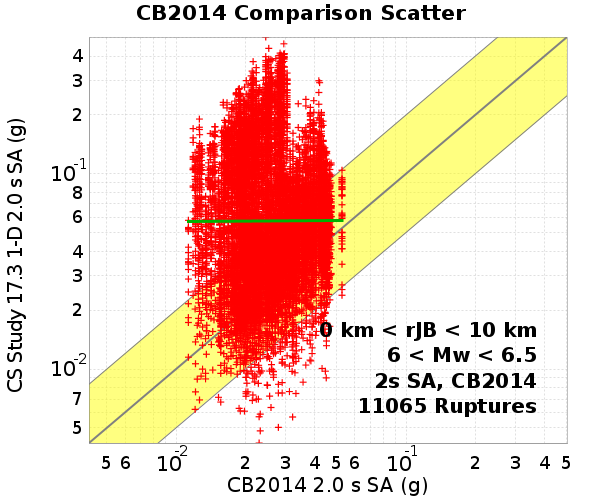 CB2014 Comparison Scatter
CS Study 17.3 1-D 2.0 s SA (g)
4
3
2
10⁻¹
8
6
4
3
2
10⁻²
7
5
0 km < rJB < 10 km
6 < Mw < 6.5
2s SA, CB2014
11065 Ruptures
5 6 10⁻² 2 3 4 5 6 10⁻¹ 2 3 4 5
CB2014 2.0 s SA (g)